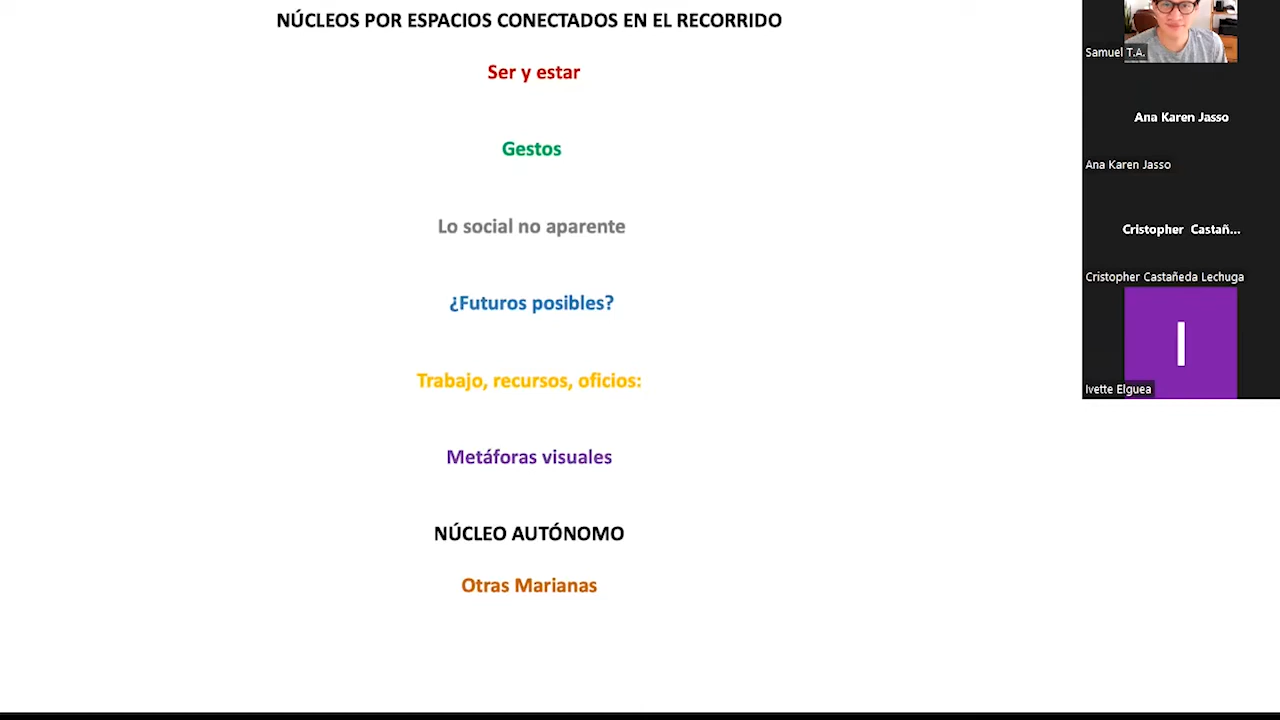 NÚCLEOS POR ESPACIOS CONECTADOS EN EL RECORRIDO
Ser y estar
Gestos
Lo social no aparente
¿Futuros posibles?
Trabajo, recursos, oficios:
Metáforas visuales
NÚCLEO AUTÓNOMO
Otras Marianas
Samuel T.A.
Ana Karen Jasso
Ana Karen Jasso
Cristopher Castañ...
Cristopher Castañeda Lechuga
I
Ivette Elguea